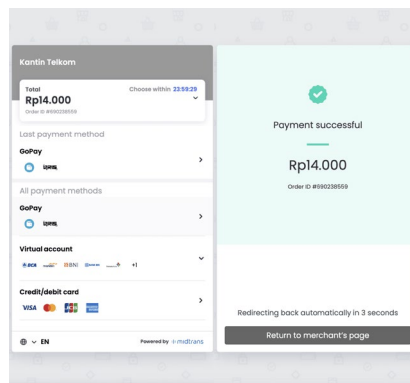 Kantin Telkom
Total
Choose within 23:59:29
Rp14.000
Order ID #690238559
Last payment method
GoPay
QRIS
All payment methods
GoPay
QRIS
Virtual account
BCA
BNI
+1
Credit/debit card
VISA
JCB
EN
Powered by midtrans
Payment successful
Rp14.000
Order ID #690238559
Redirecting back automatically in 3 seconds
Return to merchant's page